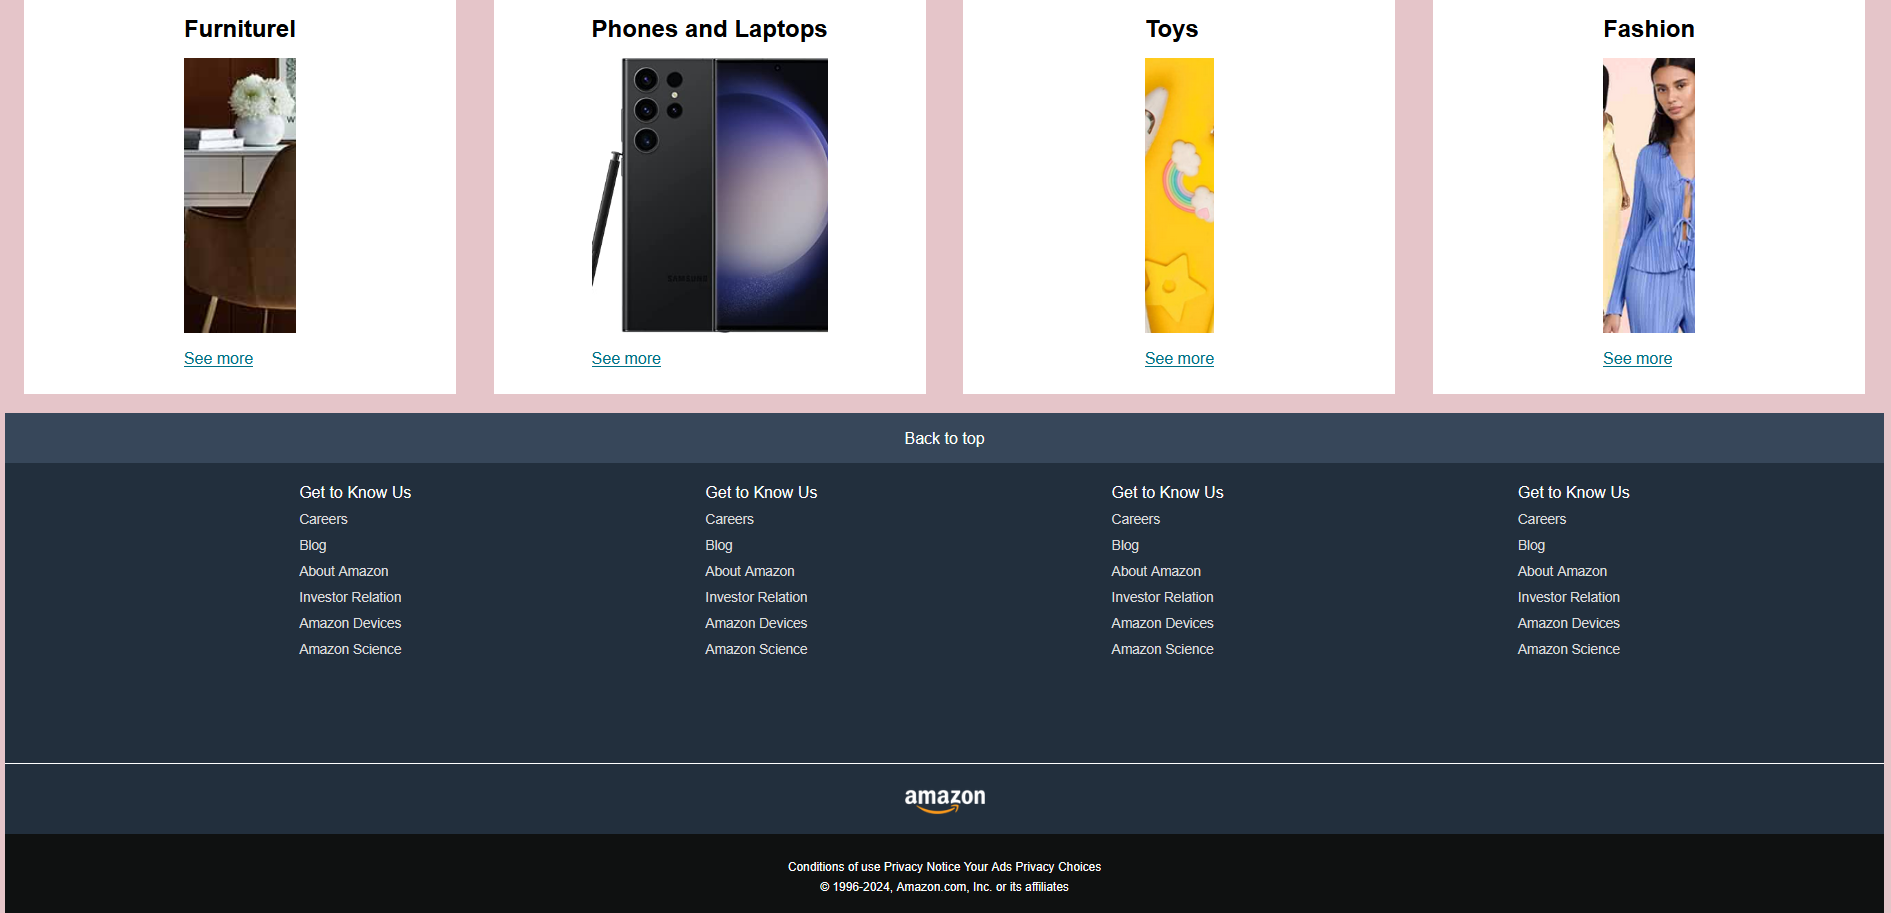 Furniturel
Phones and Laptops
Toys
Fashion
W
SAMSUNG
See more
See more
See more
See more
Back to top
Get to Know Us
Careers
Blog
About Amazon
Investor Relation
Amazon Devices
Amazon Science
Get to Know Us
Careers
Blog
About Amazon
Investor Relation
Amazon Devices
Amazon Science
Get to Know Us
Careers
Blog
About Amazon
Investor Relation
Amazon Devices
Amazon Science
Get to Know Us
Careers
Blog
About Amazon
Investor Relation
Amazon Devices
Amazon Science
amazon
Conditions of use Privacy Notice Your Ads Privacy Choices
© 1996-2024, Amazon.com, Inc. or its affiliates